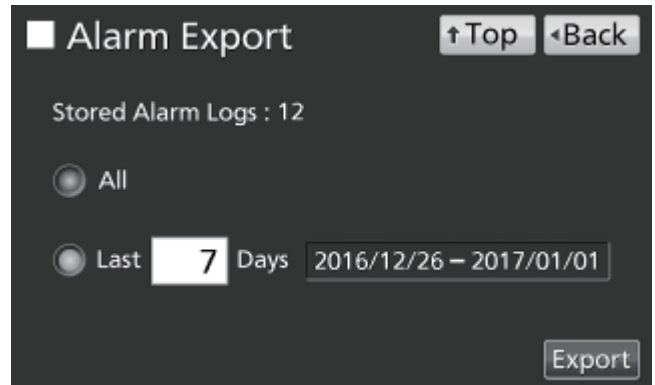 Alarm Export
↑Top
◂Back
Stored Alarm Logs : 12
All
Last 7 Days 2016/12/26 – 2017/01/01
Export